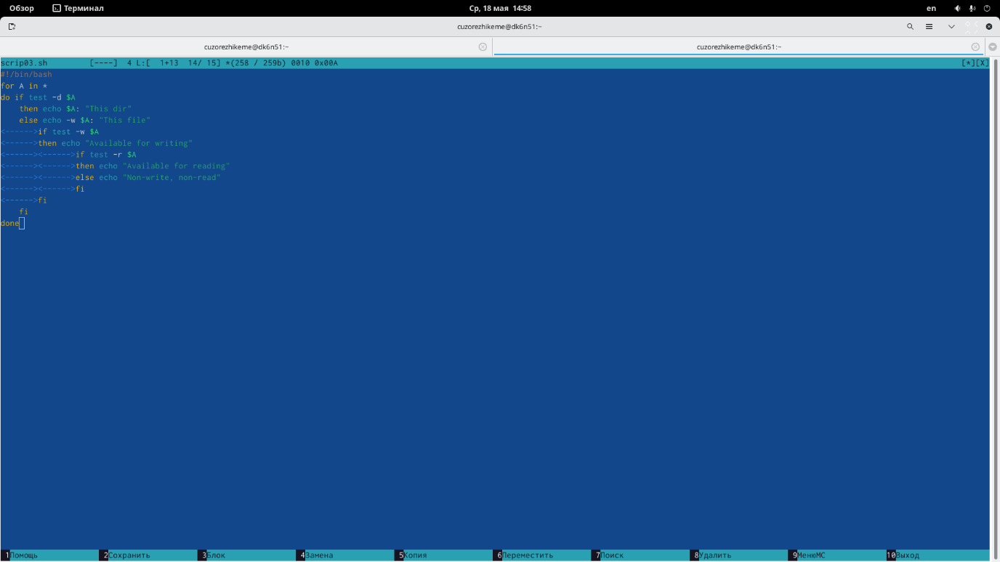 Обзор Терминал Ср, 18 мая 14:58 en
cuzorezhikeme@dk6n51:~
cuzorezhikeme@dk6n51:~ cuzorezhikeme@dk6n51:~
scrip03.sh [----] 4 L:[ 1+13 14/ 15] *(258 / 259b) 0010 0x00A [*][X]
#!/bin/bash
for A in *
do if test -d $A
    then echo $A: "This dir"
    else echo -w $A: "This file"
<------>if test -w $A
<------>then echo "Available for writing"
<------><------>if test -r $A
<------><------>then echo "Available for reading"
<------><------>else echo "Non-write, non-read"
<------><------>fi
<------>fi
    fi
done
1Помощь 2Сохранить 3Блок 4Замена 5Копия 6Переместить 7Поиск 8Удалить 9МенюМС 10Выход